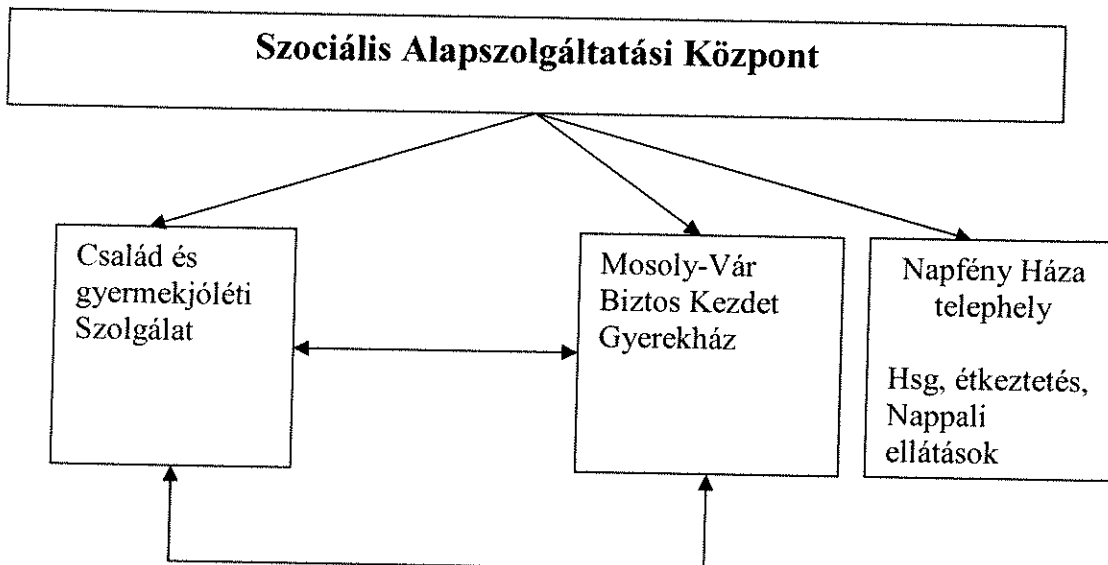 Szociális Alapszolgáltatási Központ
Család és
gyermekjóléti
Szolgálat
Mosoly-Vár
Biztos Kezdet
Gyerekház
Napfény Háza
telephely
Hsg, étkeztetés,
Nappali
ellátások